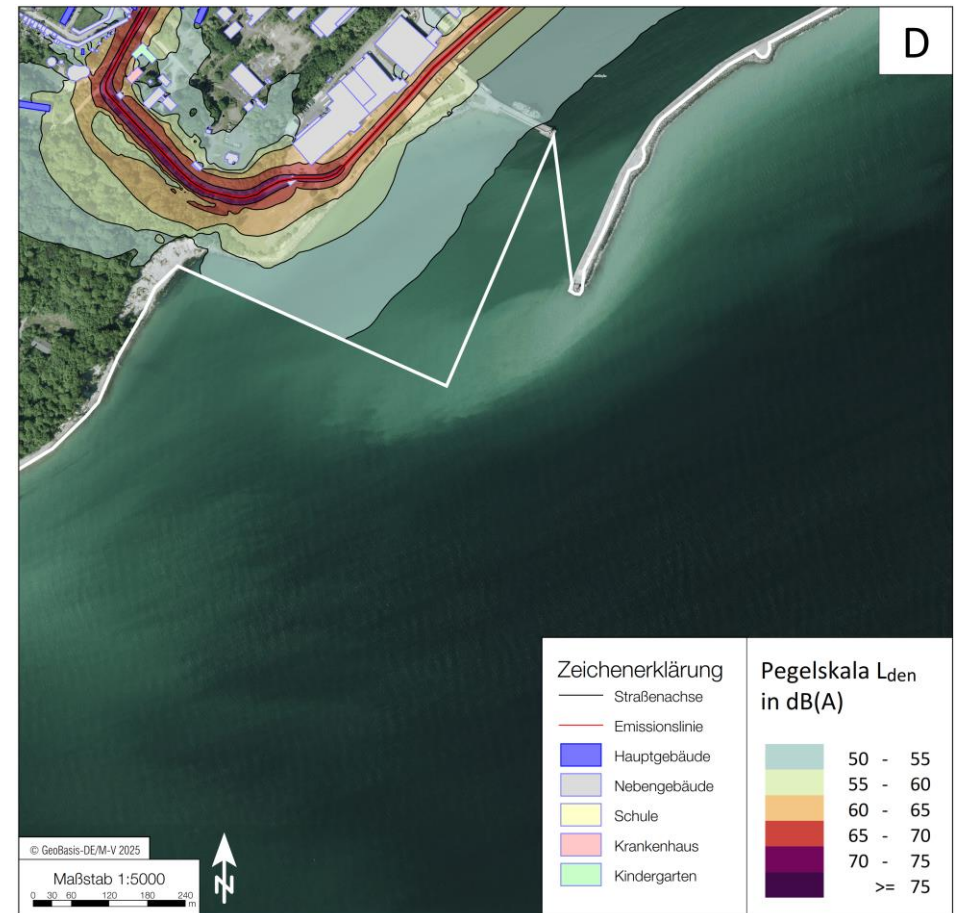 D
Zeichenerklärung
Straßenachse
Emissionslinie
Hauptgebäude
Nebengebäude
Schule
Krankenhaus
Kindergarten
Pegelskala Lden
in dB(A)
50 - 55
55 - 60
60 - 65
65 - 70
70 - 75
>= 75
© GeoBasis-DE/M-V 2025
Maßstab 1:5000
0 30 60 120 180 240
m
N